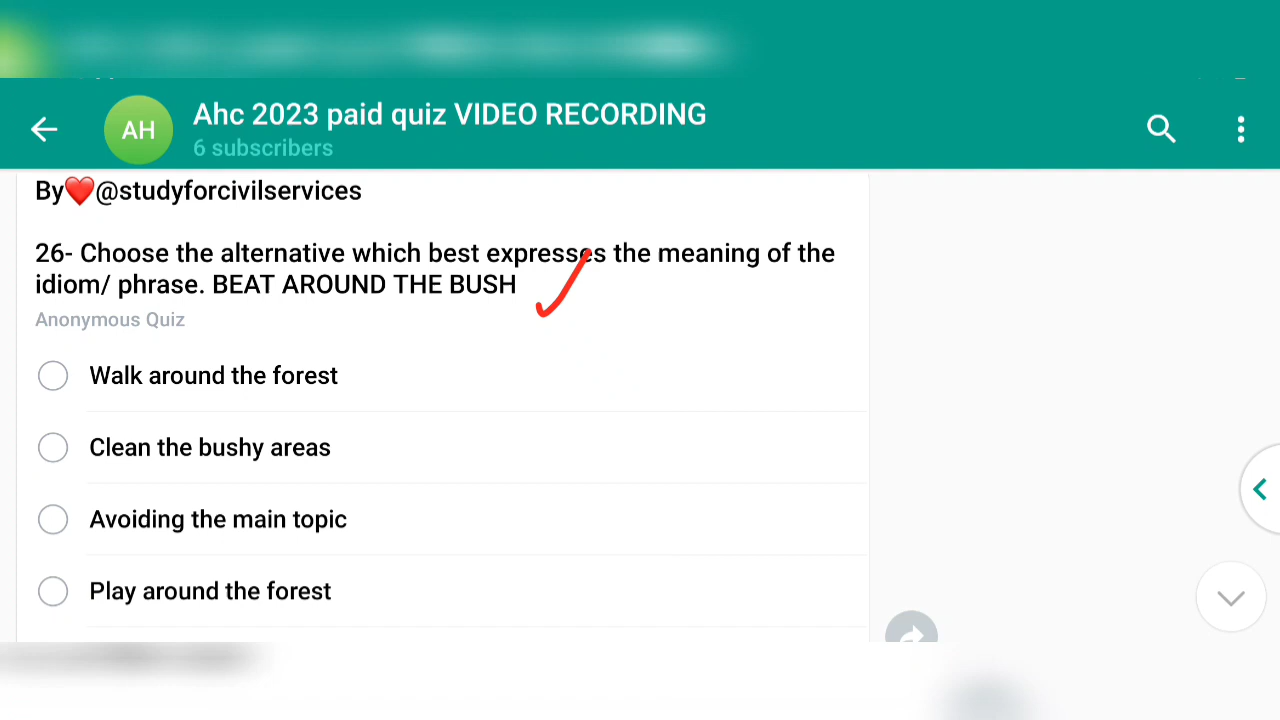 AH
Ahc 2023 paid quiz VIDEO RECORDING
6 subscribers
By❤️@studyforcivilservices
26- Choose the alternative which best expresses the meaning of the
idiom/ phrase. BEAT AROUND THE BUSH
Anonymous Quiz
Walk around the forest
Clean the bushy areas
Avoiding the main topic
Play around the forest